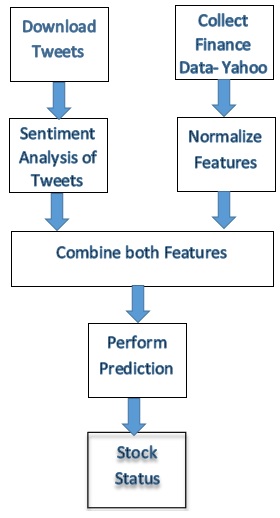 Download
Tweets
Collect
Finance
Data- Yahoo
Sentiment
Analysis of
Tweets
Normalize
Features
Combine both Features
Perform
Prediction
Stock
Status